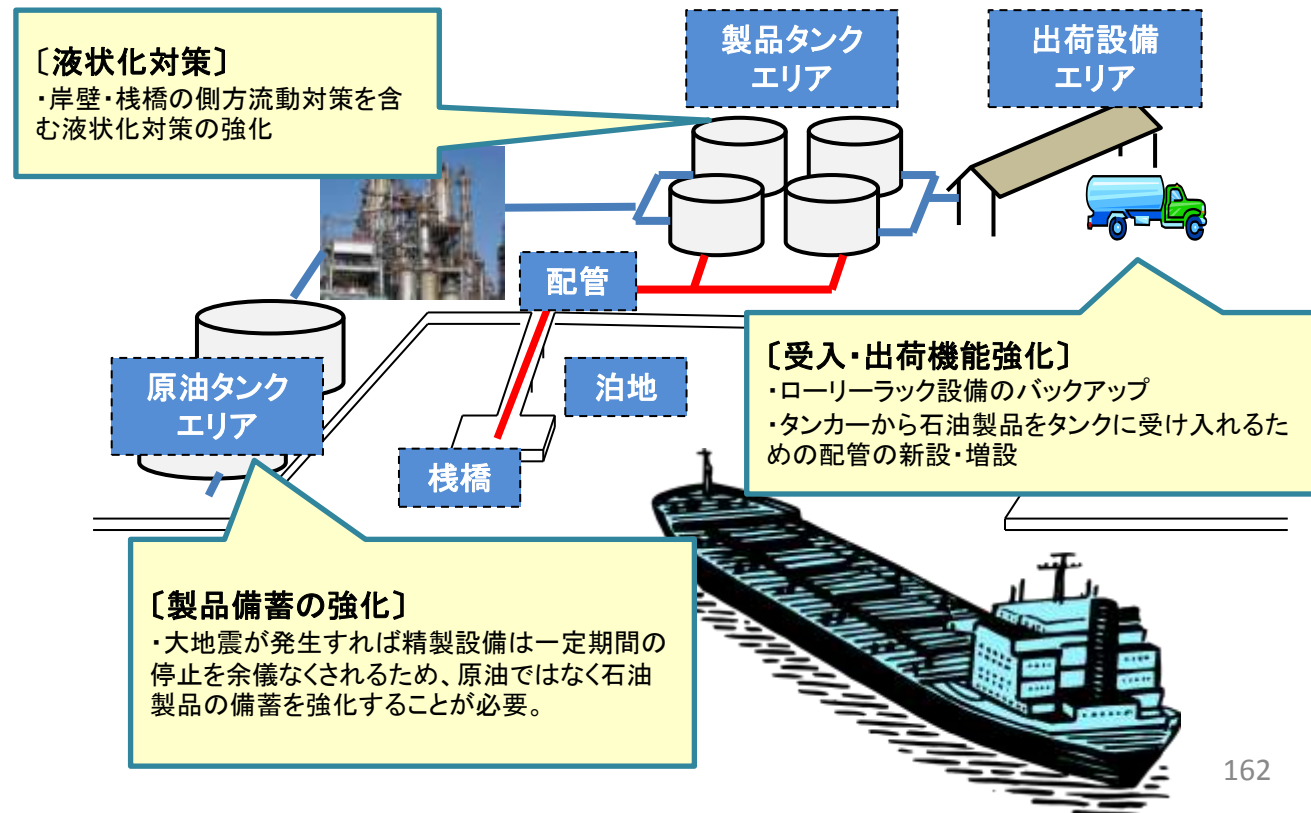 〔液状化対策〕
・岸壁・桟橋の側方流動対策を含
む液状化対策の強化
製品タンク
エリア
出荷設備
エリア
配管
原油タンク
エリア
泊地
桟橋
〔受入・出荷機能強化〕
・ローリーラック設備のバックアップ
・タンカーから石油製品をタンクに受け入れるた
めの配管の新設・増設
〔製品備蓄の強化〕
・大地震が発生すれば精製設備は一定期間の
停止を余儀なくされるため、原油ではなく石油
製品の備蓄を強化することが必要。
162